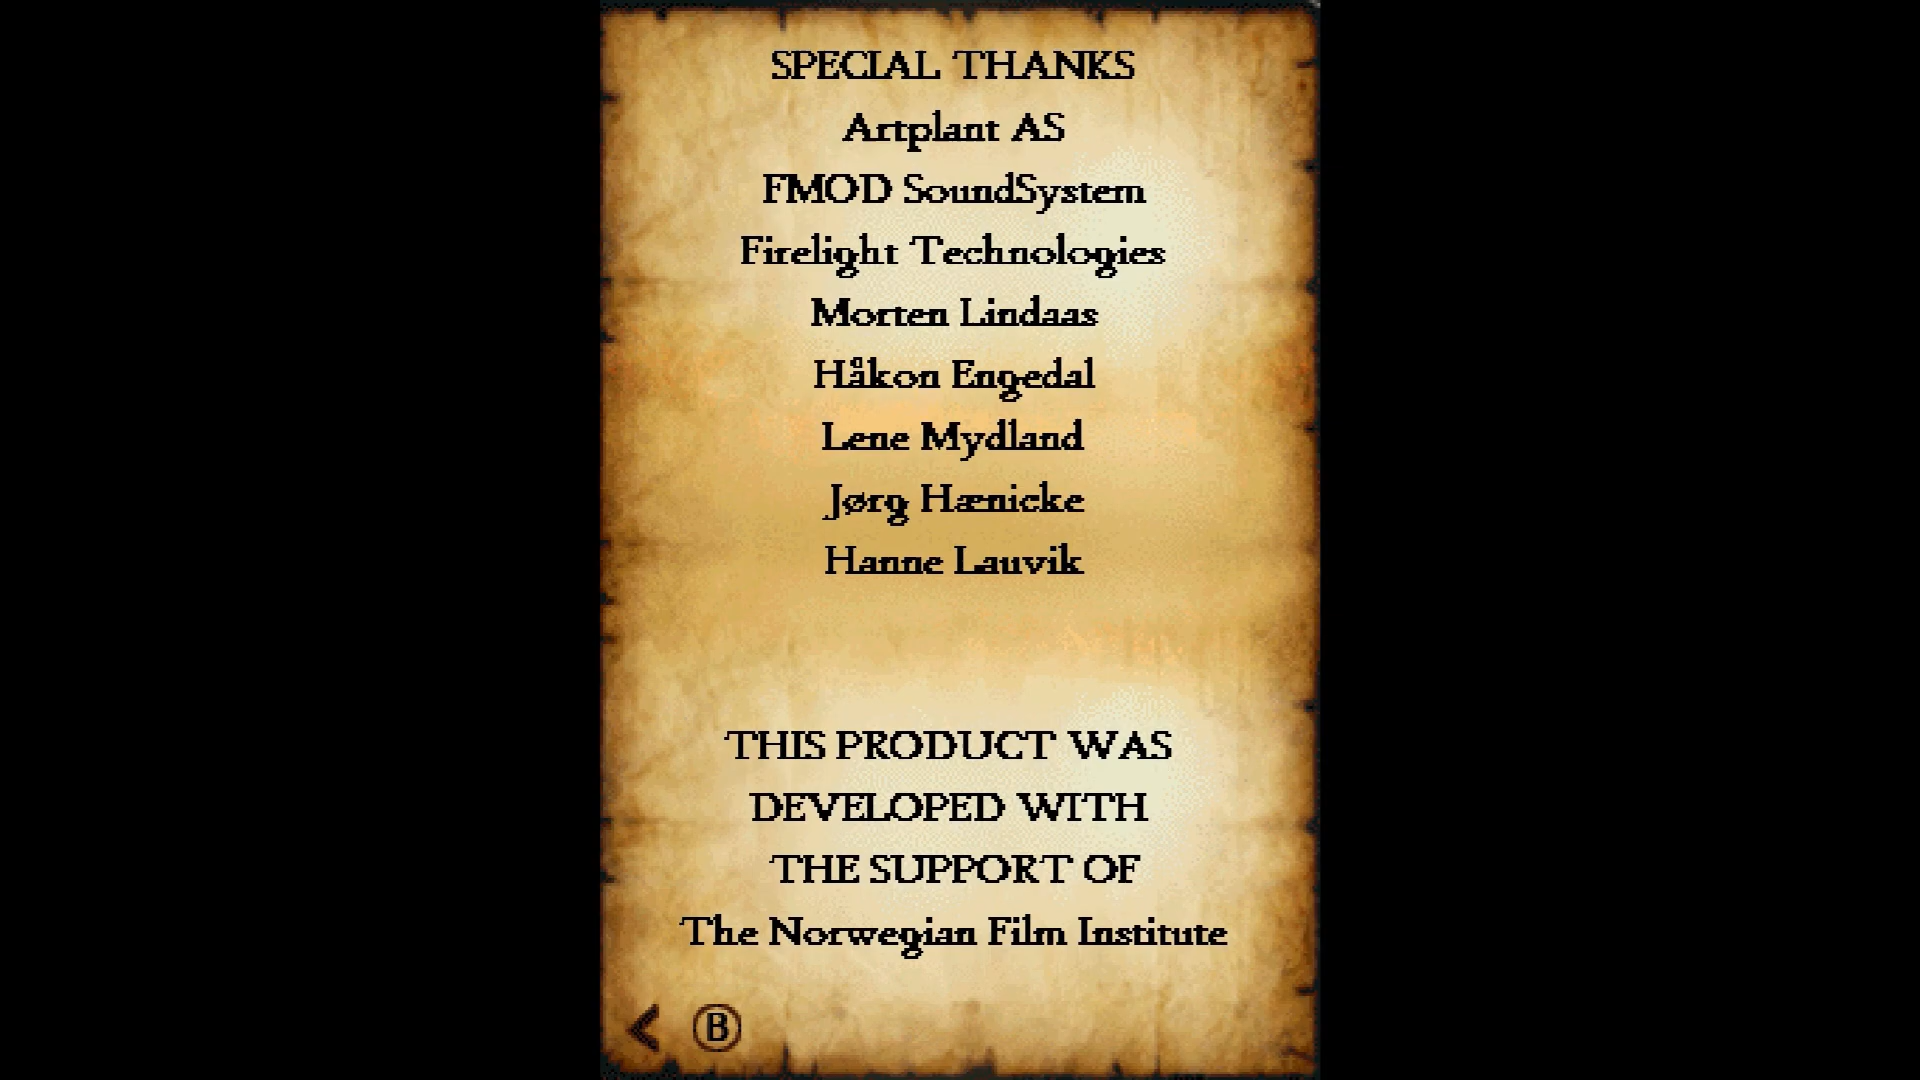 SPECIAL THANKS
Artplant AS
FMOD SoundSystem
Firelight Technologies
Morten Lindaas
Håkon Engedal
Lene Mydland
Jørg Hænicke
Hanne Lauvik
THIS PRODUCT WAS
DEVELOPED WITH
THE SUPPORT OF
The Norwegian Film Institute
B